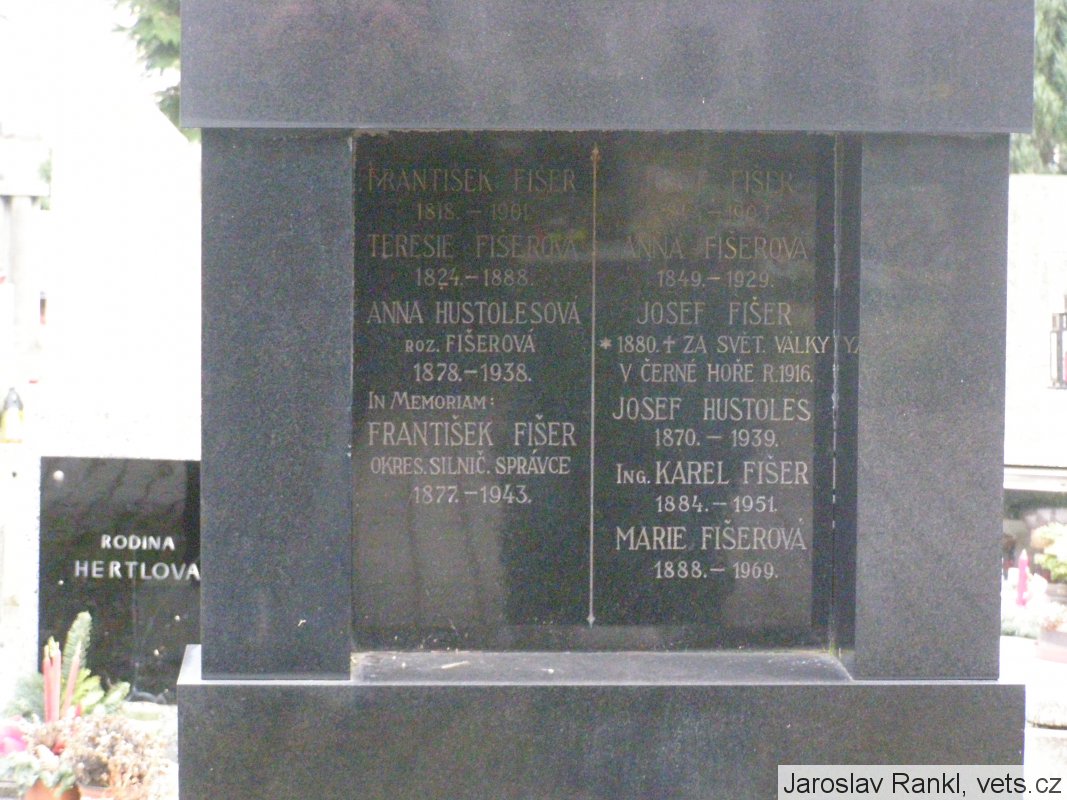 FRANTIŠEK FIŠER
1818. – 1901.
TERESIE FIŠEROVÁ
1824. – 1888.
ANNA HUSTOLESOVÁ
ROZ. FIŠEROVÁ
1878. – 1938.
IN MEMORIAM:
FRANTIŠEK FIŠER
OKRES. SILNIČ. SPRÁVCE
1877. – 1943.
FIŠER
ANNA FIŠEROVÁ
1849. – 1929.
JOSEF FIŠER
* 1880. ✝ ZA SVĚT. VÁLKY
V ČERNÉ HOŘE R. 1916.
JOSEF HUSTOLES
1870. – 1939.
ING. KAREL FIŠER
1884. – 1951.
MARIE FIŠEROVÁ
1888. – 1969.
RODINA
HERTLOVA
Jaroslav Rankl, vets.cz